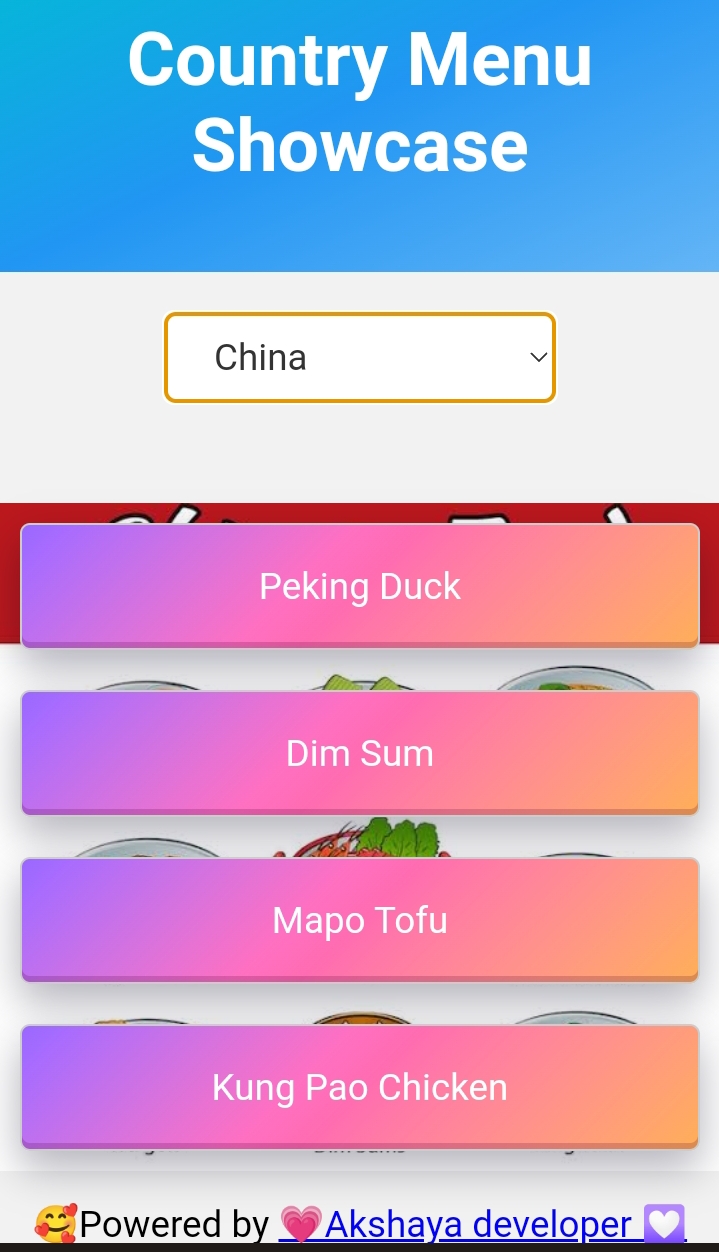 Country Menu
Showcase
China
Peking Duck
Dim Sum
Mapo Tofu
Kung Pao Chicken
🥰Powered by 💗Akshaya developer 💟